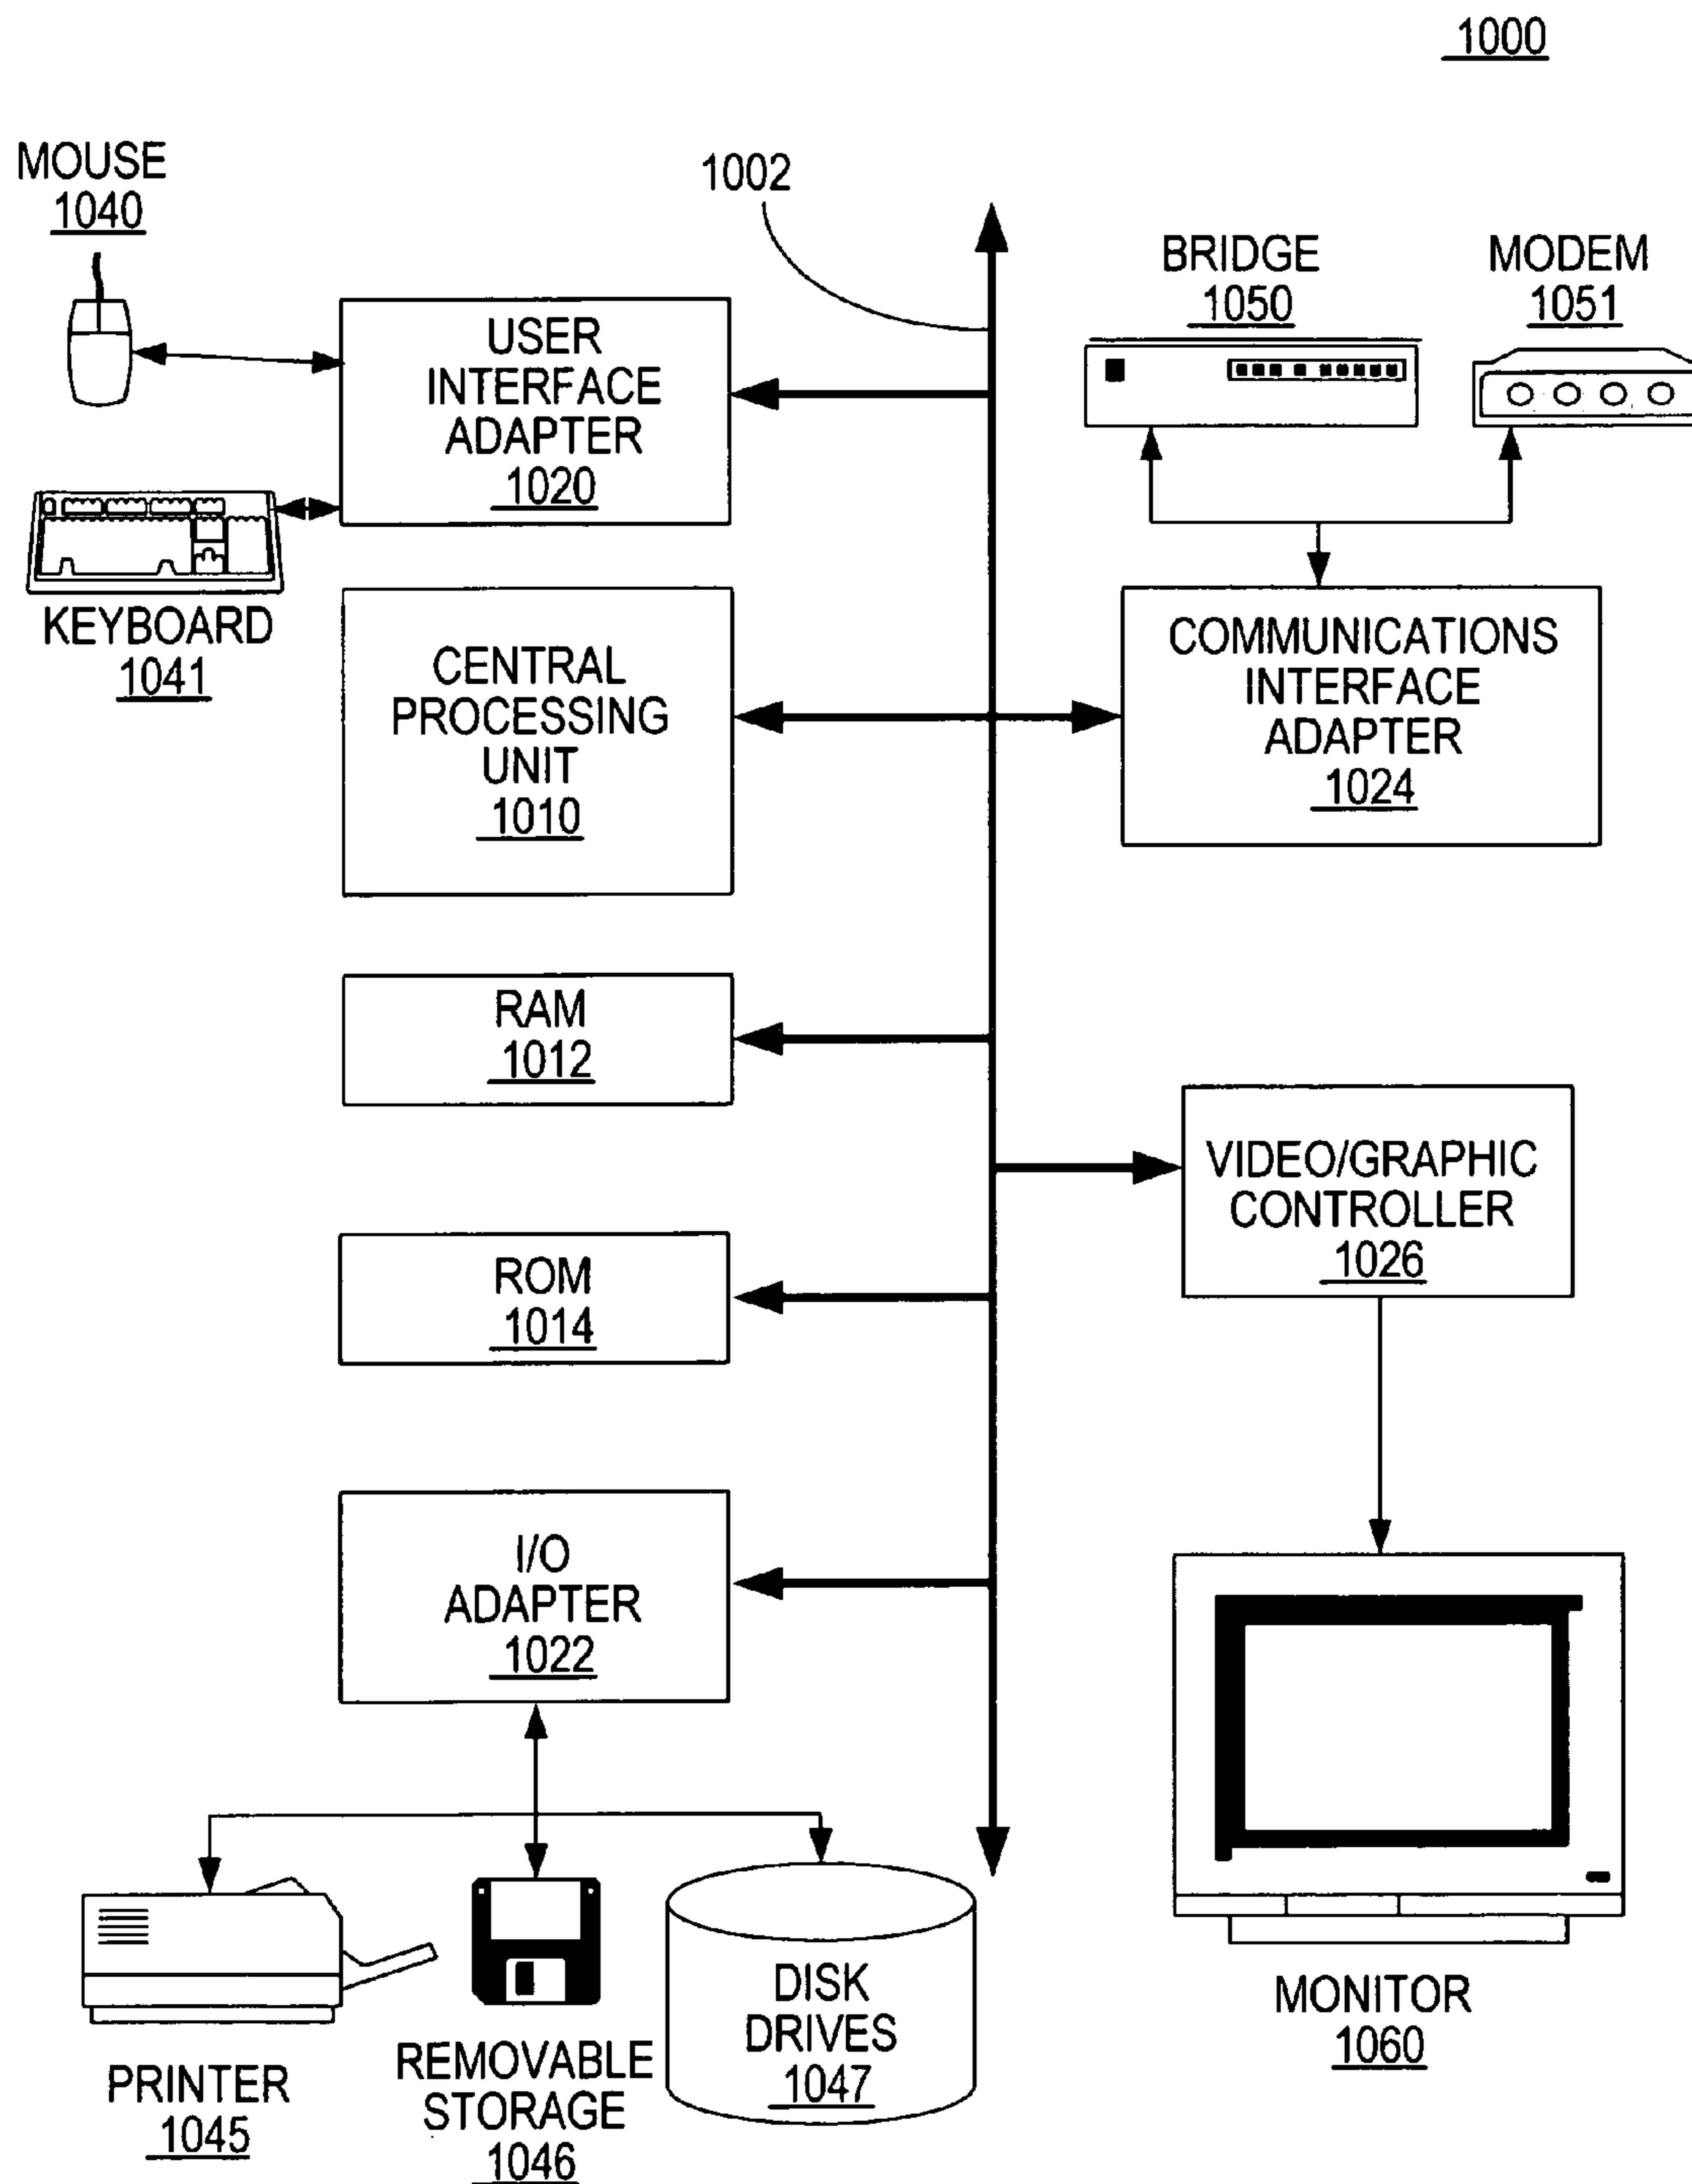 1000
MOUSE
1040
1002
BRIDGE
1050
MODEM
1051
USER
INTERFACE
ADAPTER
1020
KEYBOARD
1041
CENTRAL
PROCESSING
UNIT
1010
COMMUNICATIONS
INTERFACE
ADAPTER
1024
RAM
1012
VIDEO/GRAPHIC
CONTROLLER
1026
ROM
1014
I/O
ADAPTER
1022
PRINTER
1045
REMOVABLE
STORAGE
1046
DISK
DRIVES
1047
MONITOR
1060